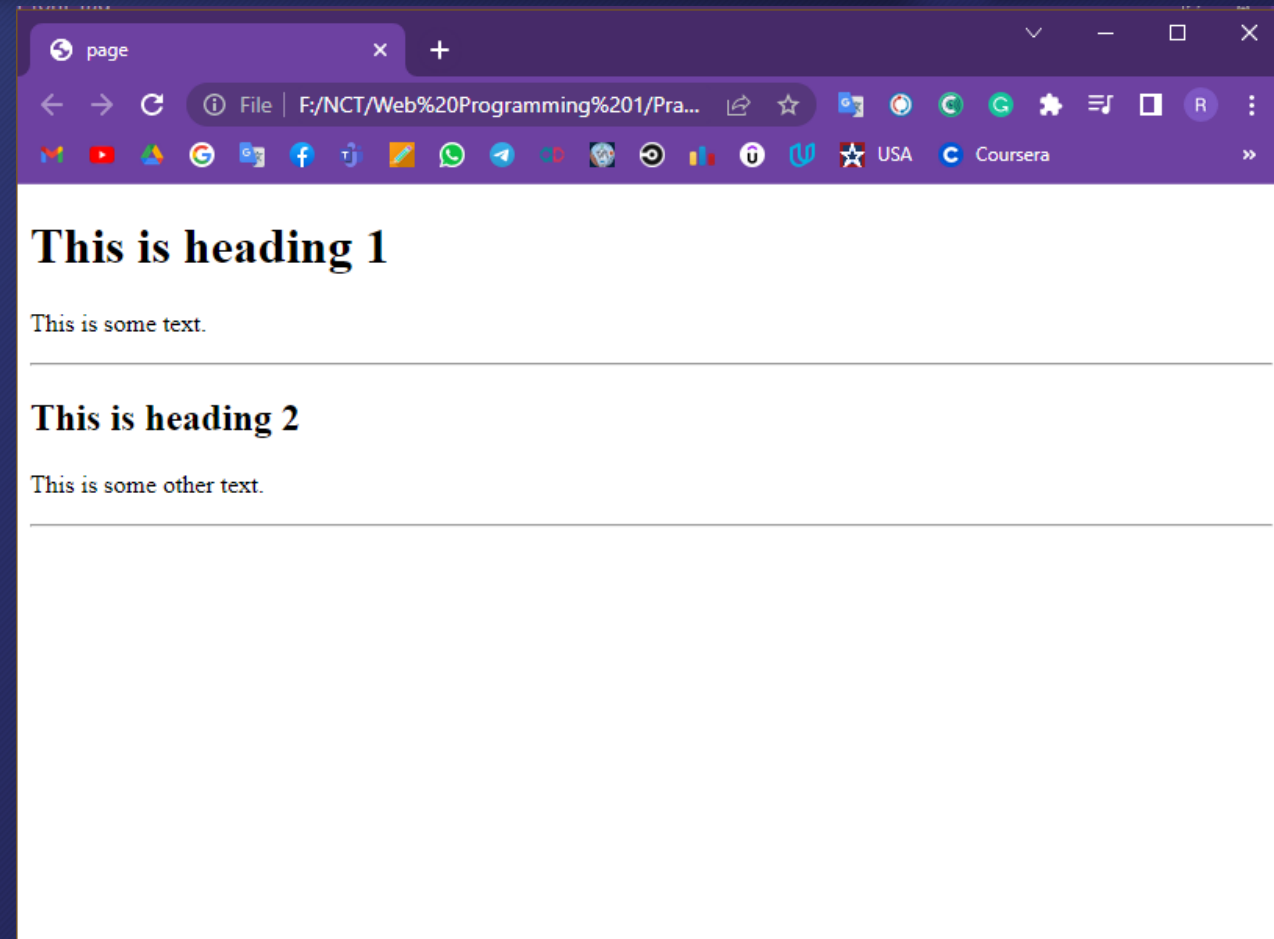 page
File
F:/NCT/Web%20Programming%201/Pra...
R
USA
Coursera
This is heading 1
This is some text.
This is heading 2
This is some other text.